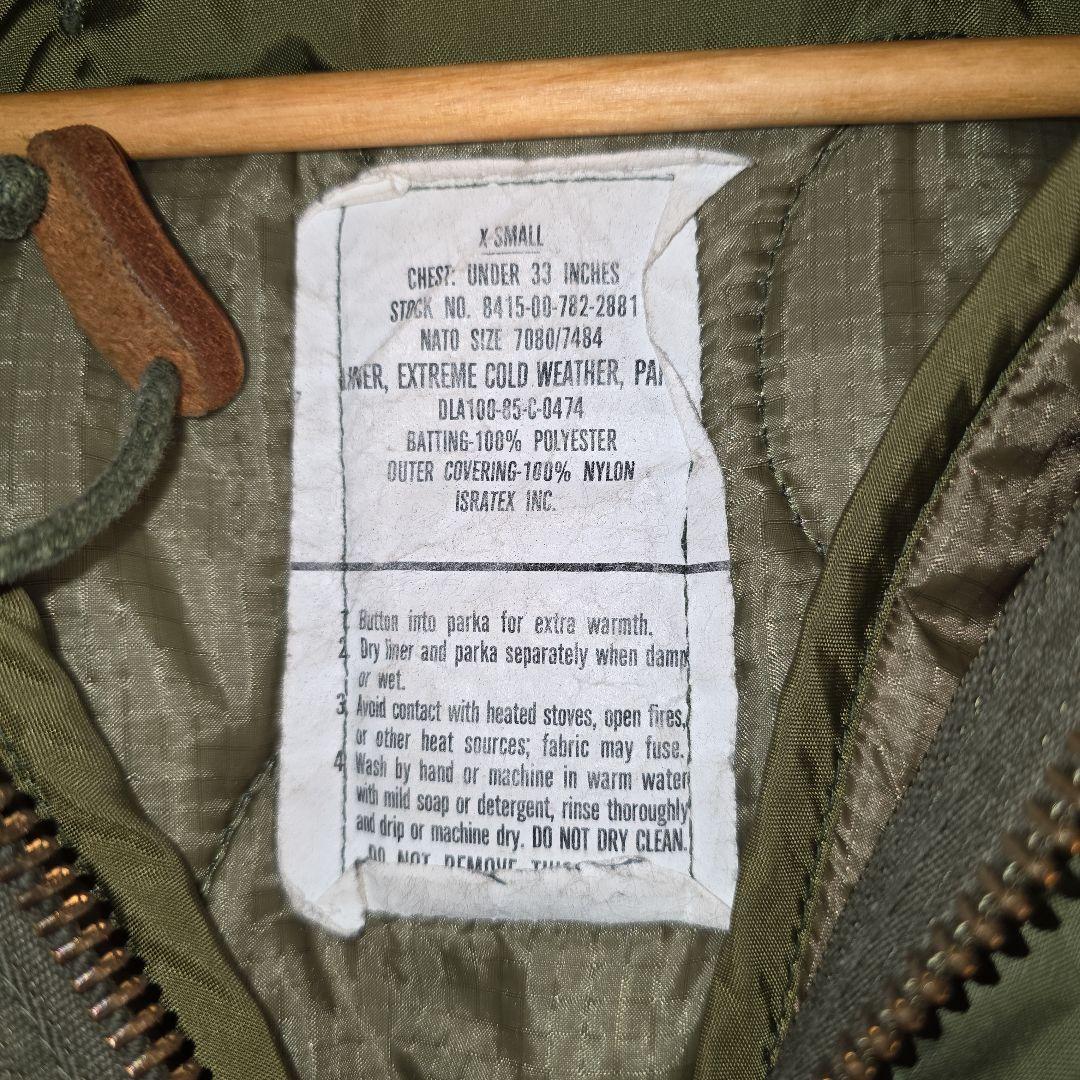 X-SMALL
CHEST: UNDER 33 INCHES
STOCK NO. 8415-00-782-2881
NATO SIZE 7080/7484
EXTREME COLD WEATHER,
DLA100-85-C-0474
BATTING-100% POLYESTER
OUTER COVERING-100% NYLON
ISRATEX INC.
1 Button into parka for extra warmth.
2 Dry liner and parka separately when damp
or wet.
3 Avoid contact with heated stoves, open fires,
or other heat sources; fabric may fuse.
4 Wash by hand or machine in warm water
with mild soap or detergent, rinse thoroughly
and drip or machine dry. DO NOT DRY CLEAN.
DO NOT REMOVE